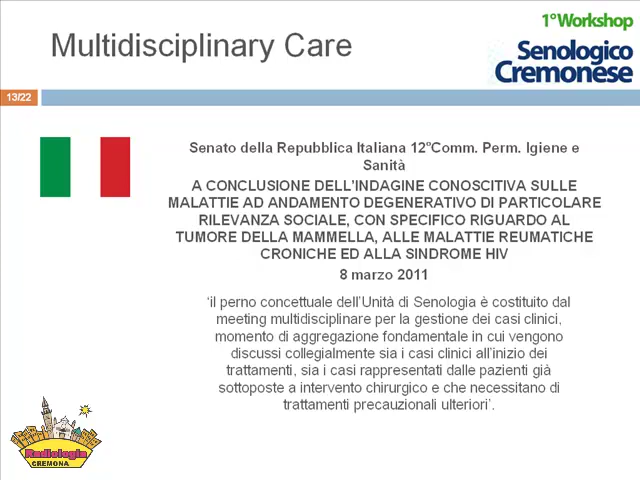 Multidisciplinary Care
1°Workshop
Senologico
Cremonese
13/22
Senato della Repubblica Italiana 12°Comm. Perm. Igiene e
Sanità
A CONCLUSIONE DELL'INDAGINE CONOSCITIVA SULLE
MALATTIE AD ANDAMENTO DEGENERATIVO DI PARTICOLARE
RILEVANZA SOCIALE, CON SPECIFICO RIGUARDO AL
TUMORE DELLA MAMMELLA, ALLE MALATTIE REUMATICHE
CRONICHE ED ALLA SINDROME HIV
8 marzo 2011
‘il perno concettuale dell’Unità di Senologia è costituito dal
meeting multidisciplinare per la gestione dei casi clinici,
momento di aggregazione fondamentale in cui vengono
discussi collegialmente sia i casi clinici all’inizio dei
trattamenti, sia i casi rappresentati dalle pazienti già
sottoposte a intervento chirurgico e che necessitano di
trattamenti precauzionali ulteriori’.
Radiologia
CREMONA